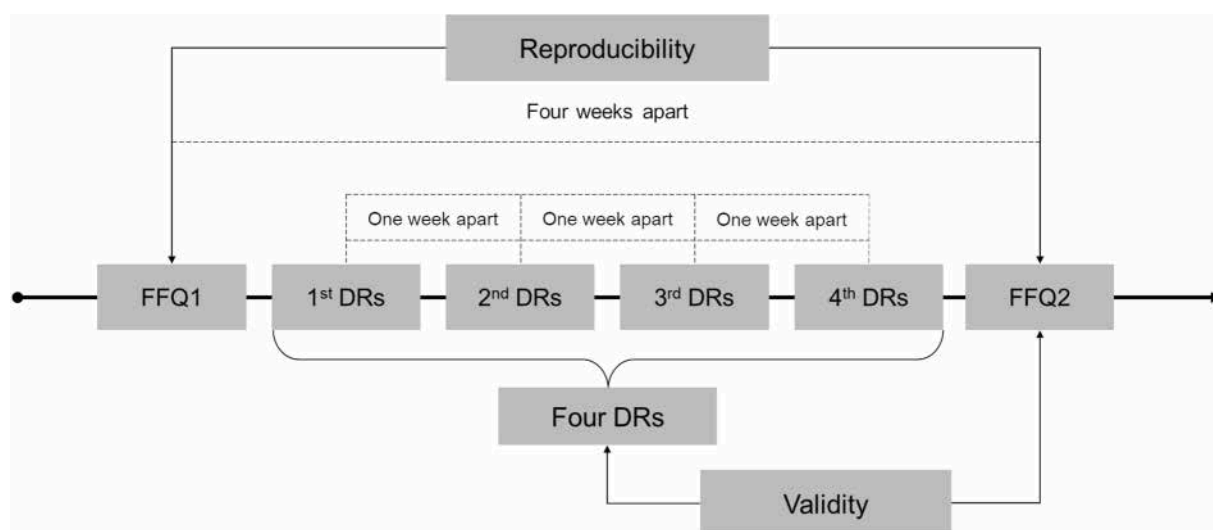 Reproducibility
Four weeks apart
One week apart One week apart One week apart
FFQ1 1st DRs 2nd DRs 3rd DRs 4th DRs FFQ2
Four DRs
Validity